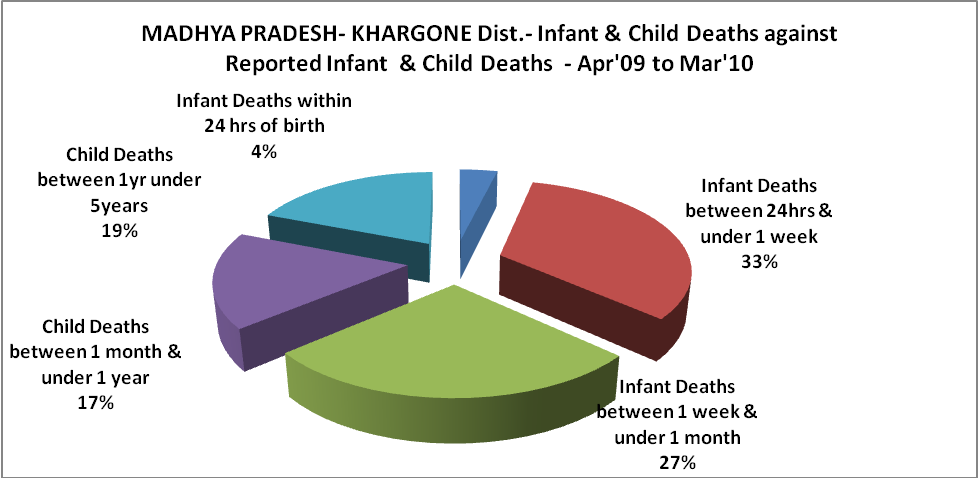 MADHYA PRADESH- KHARGONE Dist.- Infant & Child Deaths against
Reported Infant & Child Deaths - Apr'09 to Mar'10
Infant Deaths within
24 hrs of birth
4%
Child Deaths
between 1yr under
5years
19%
Infant Deaths
between 24hrs &
under 1 week
33%
Child Deaths
between 1 month &
under 1 year
17%
Infant Deaths
between 1 week &
under 1 month
27%